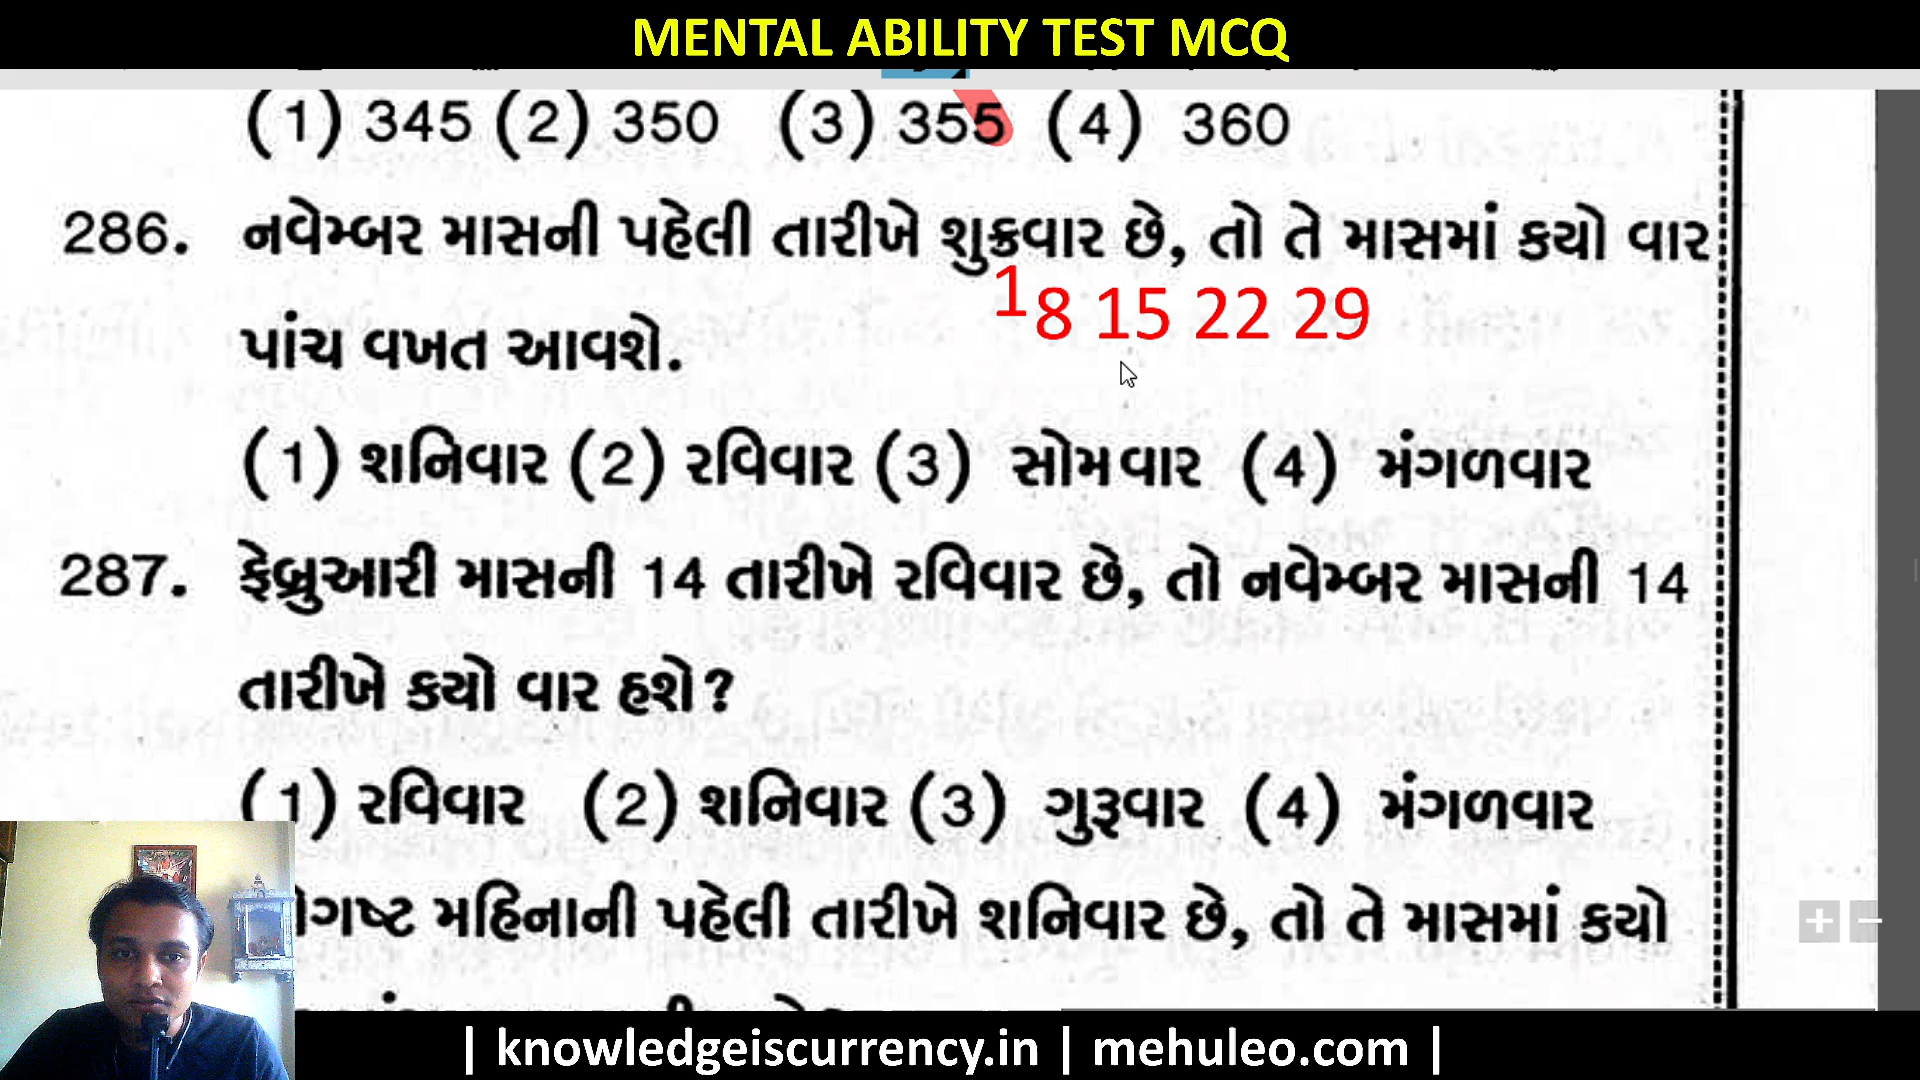 MENTAL ABILITY TEST MCQ
(1) 345 (2) 350 (3) 355 (4) 360
286. નવેમ્બર માસની પહેલી તારીખે શુક્રવાર છે, તો તે માસમાં કયો વાર
1 8 15 22 29
પાંચ વખત આવશે.
(1) શનિવાર (2) રવિવાર (3) સોમવાર (4) મંગળવાર
287. ફેબ્રુઆરી માસની 14 તારીખે રવિવાર છે, તો નવેમ્બર માસની 14
તારીખે કયો વાર હશે?
(1) રવિવાર (2) શનિવાર (3) ગુરૂવાર (4) મંગળવાર
મહિનાની પહેલી તારીખે શનિવાર છે, તો તે માસમાં કયો
| knowledgeiscurrency.in | mehuleo.com |